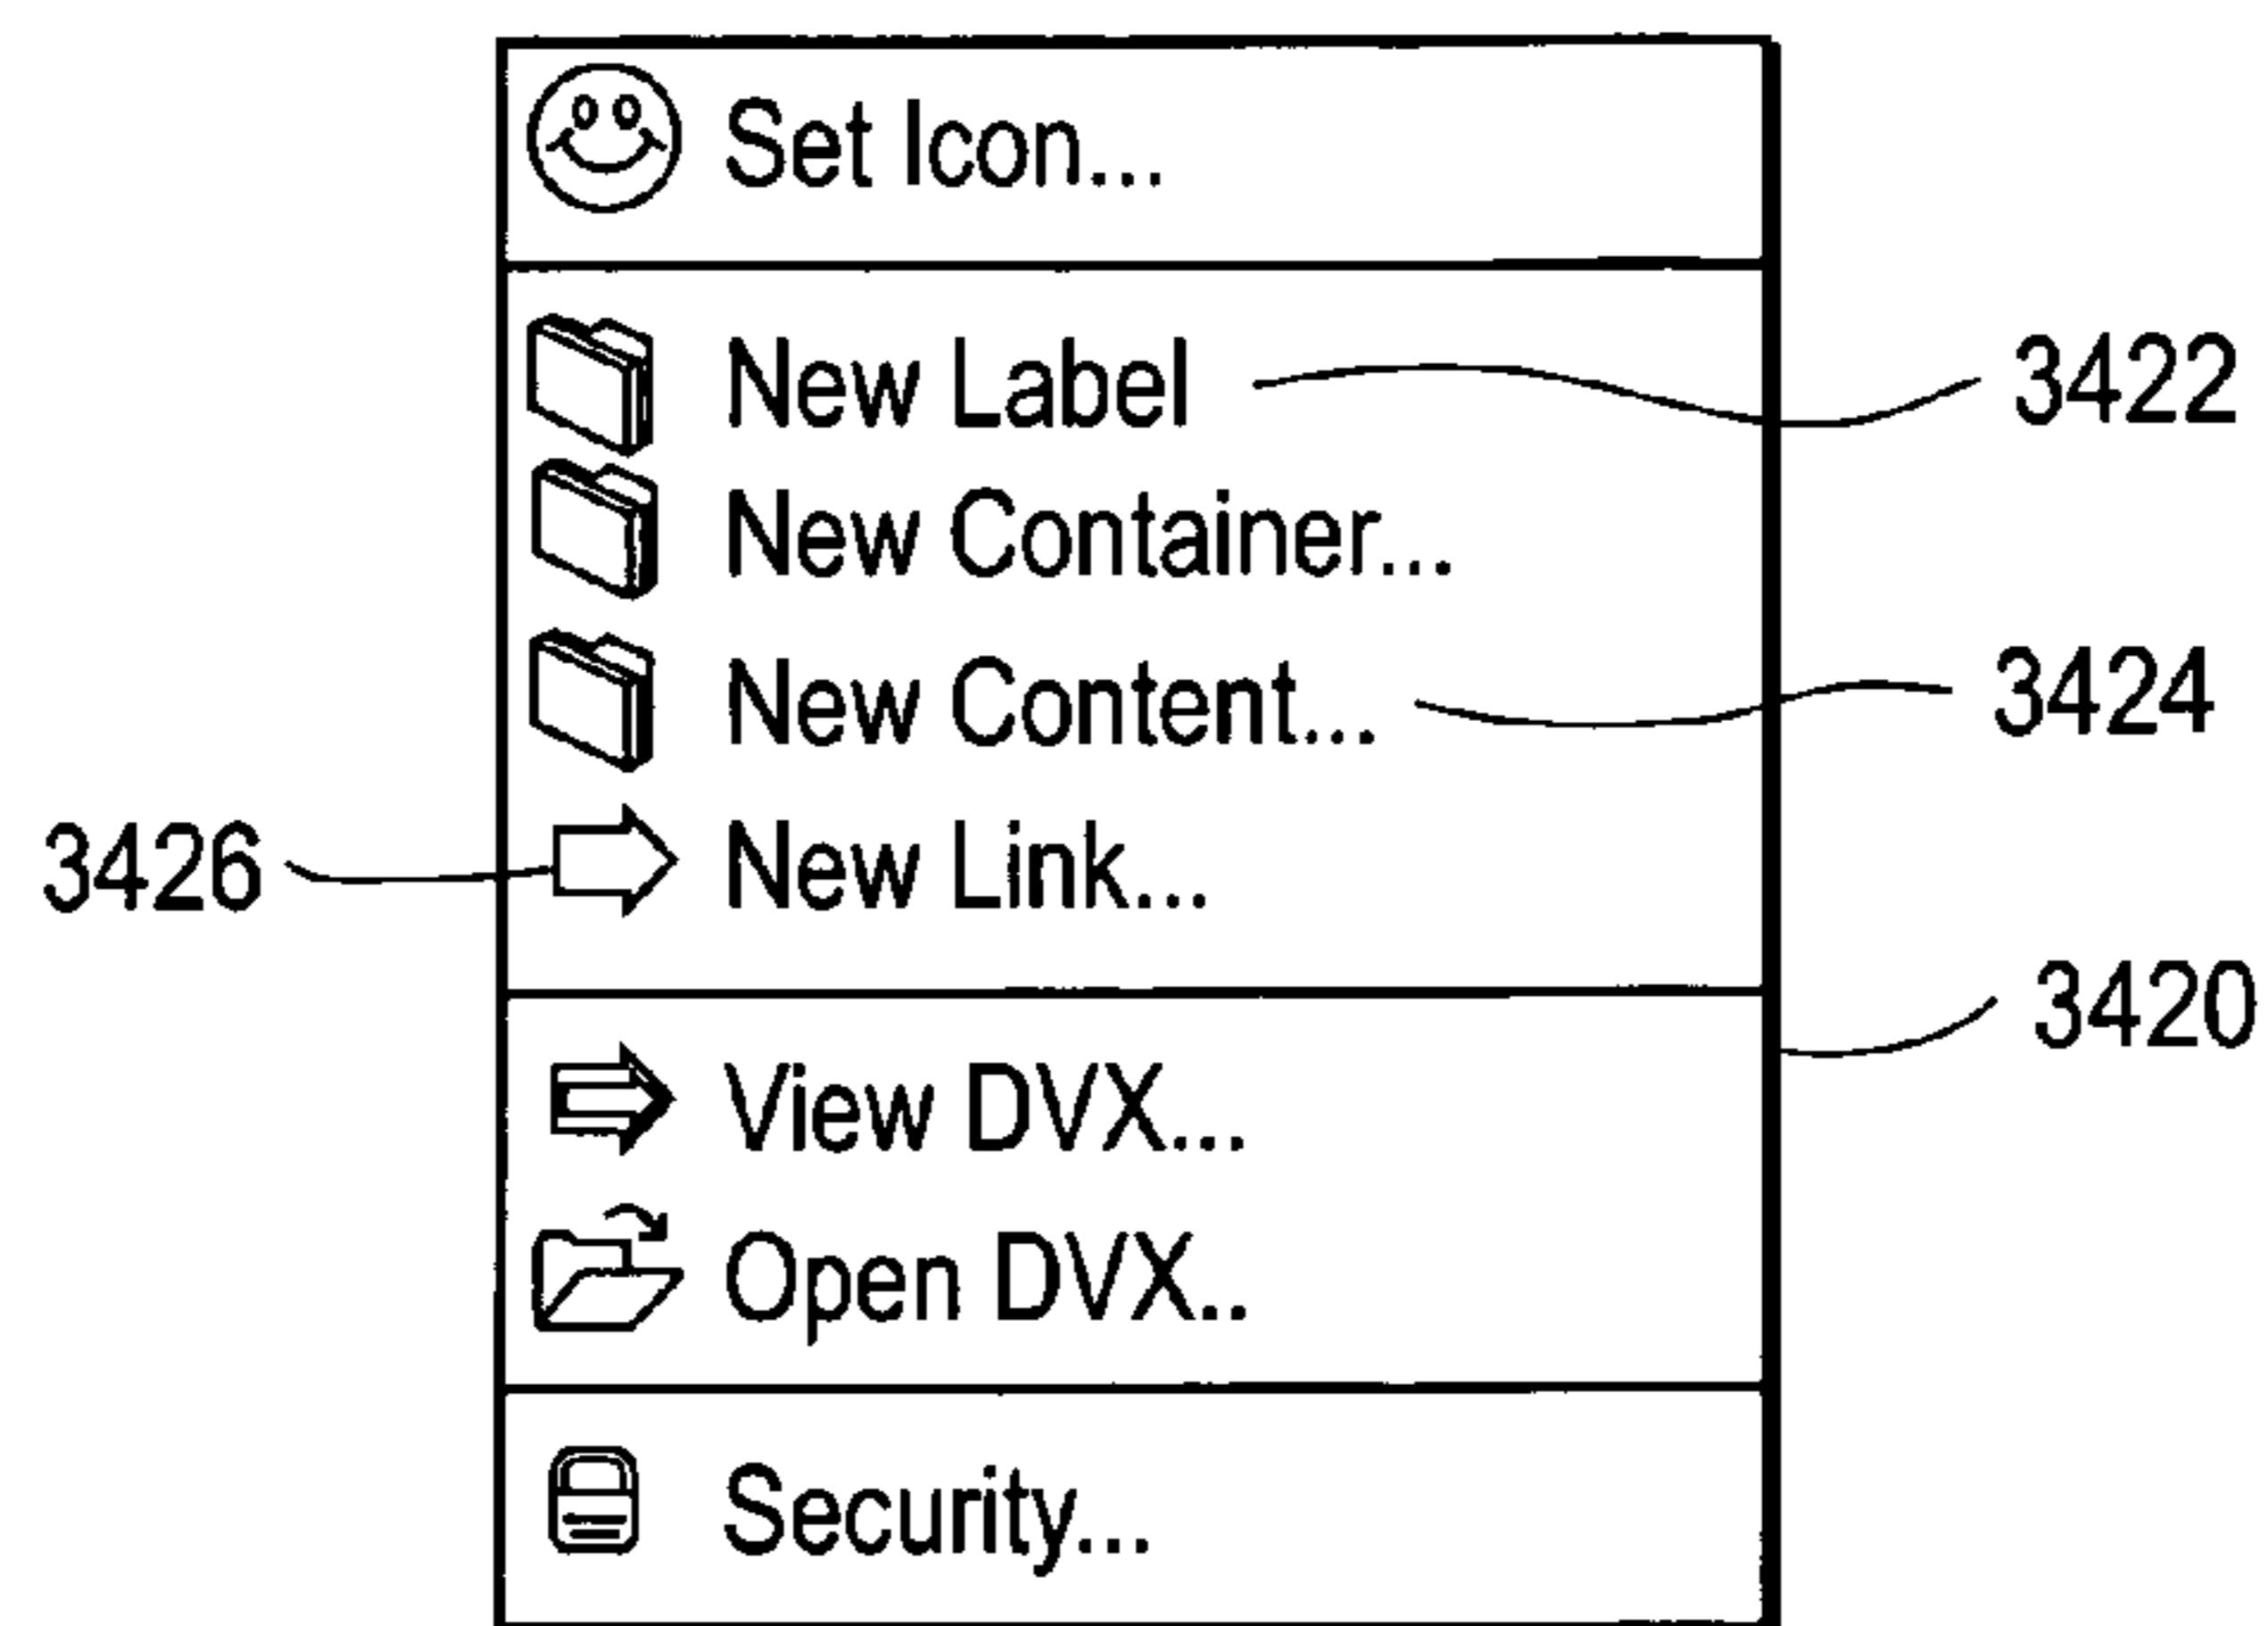 Set Icon...
New Label 3422
New Container...
New Content... 3424
3426 New Link...
3420
View DVX...
Open DVX..
Security...